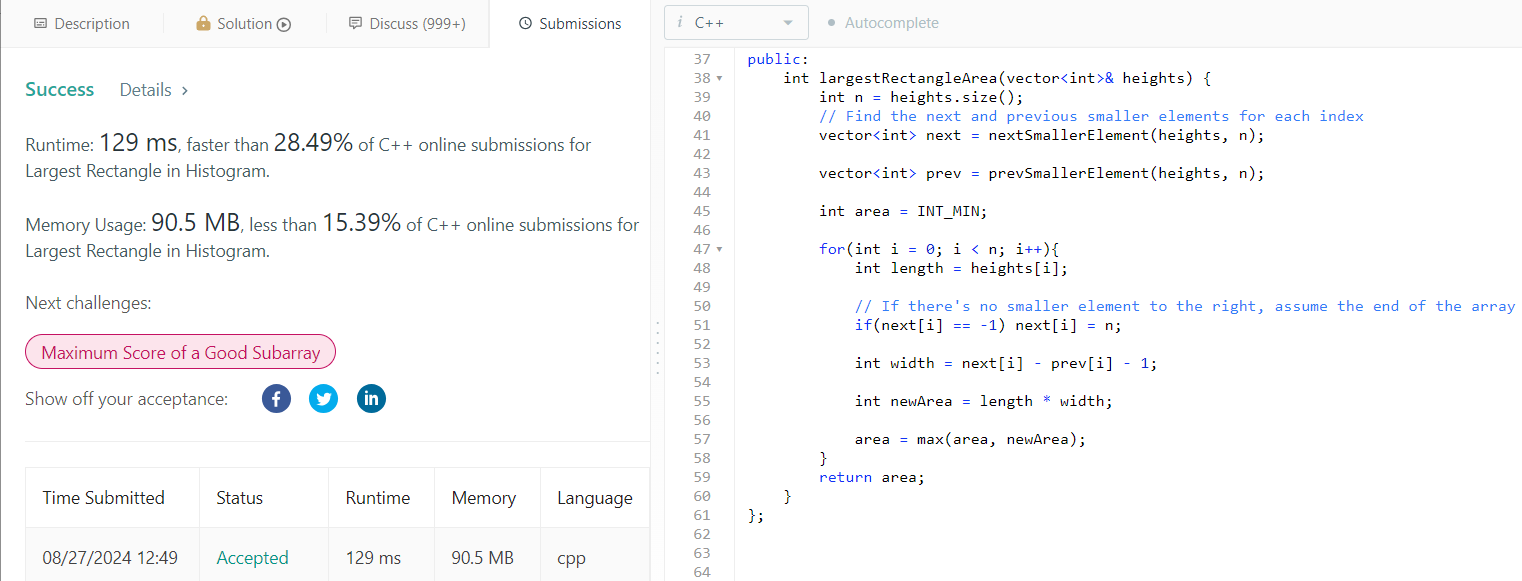 Description Solution Discuss (999+) Submissions
Success Details >
Runtime: 129 ms, faster than 28.49% of C++ online submissions for
Largest Rectangle in Histogram.
Memory Usage: 90.5 MB, less than 15.39% of C++ online submissions for
Largest Rectangle in Histogram.
Next challenges:
Maximum Score of a Good Subarray
Show off your acceptance:
Time Submitted Status Runtime Memory Language
08/27/2024 12:49 Accepted 129 ms 90.5 MB cpp
i C++ Autocomplete
37 public:
38 int largestRectangleArea(vector<int>& heights) {
39 int n = heights.size();
40 // Find the next and previous smaller elements for each index
41 vector<int> next = nextSmallerElement(heights, n);
42
43 vector<int> prev = prevSmallerElement(heights, n);
44
45 int area = INT_MIN;
46
47 for(int i = 0; i < n; i++){
48 int length = heights[i];
49
50 // If there's no smaller element to the right, assume the end of the array
51 if(next[i] == -1) next[i] = n;
52
53 int width = next[i] - prev[i] - 1;
54
55 int newArea = length * width;
56
57 area = max(area, newArea);
58 }
59 return area;
60 }
61 };
62
63
64